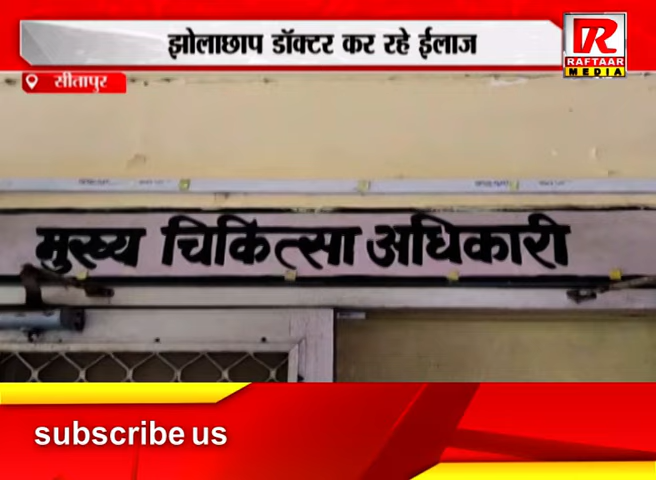 झोलाछाप डॉक्टर कर रहे ईलाज
R
RAFTAAR
MEDIA
सीतापुर
मुख्य चिकित्सा अधिकारी
subscribe us